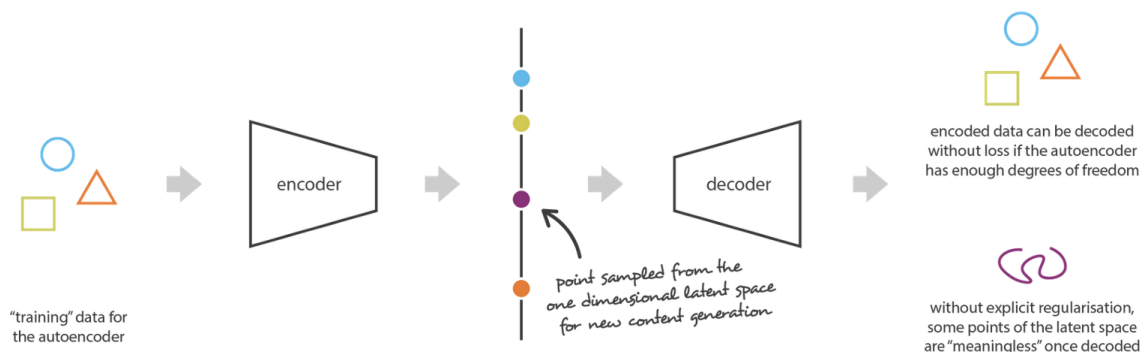 "training" data for
the autoencoder
encoder
point sampled from the
one dimensional latent space
for new content generation
decoder
encoded data can be decoded
without loss if the autoencoder
has enough degrees of freedom
without explicit regularisation,
some points of the latent space
are "meaningless" once decoded